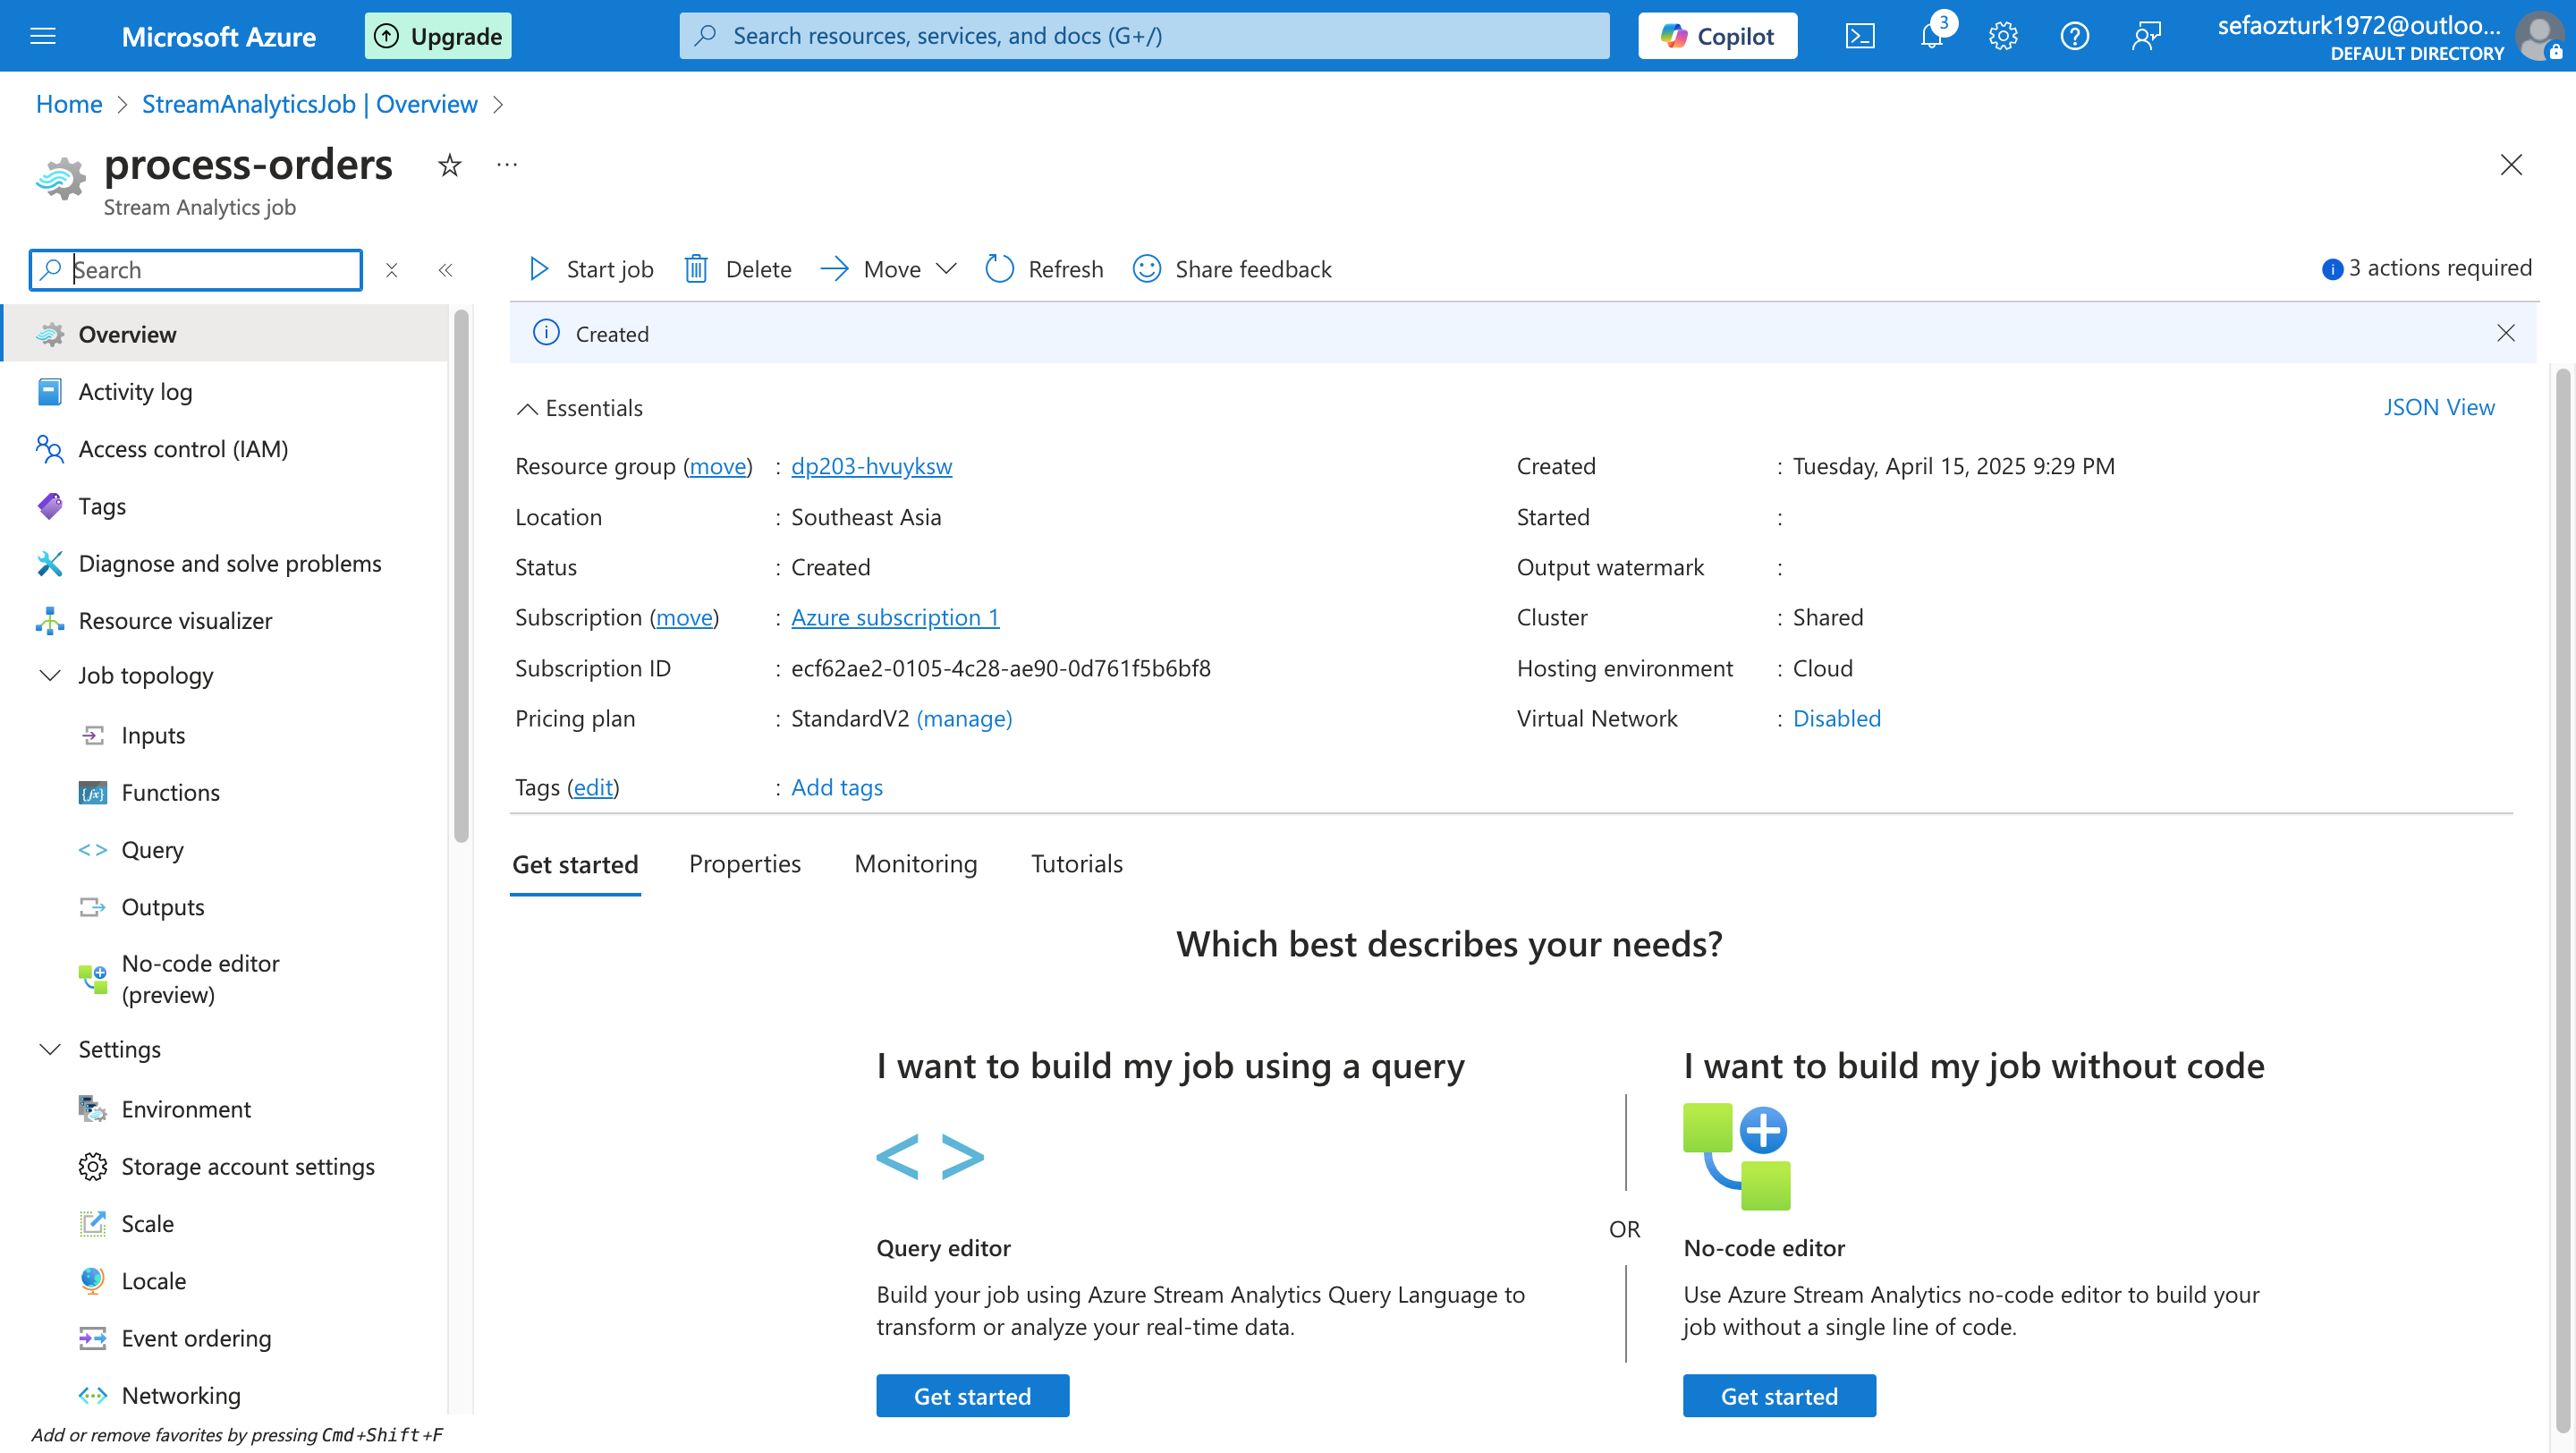 Microsoft Azure
Upgrade
Search resources, services, and docs (G+/)
Copilot
3
sefaozturk1972@outloo...
DEFAULT DIRECTORY
Home > StreamAnalyticsJob | Overview >
process-orders
...
Stream Analytics job
Search
Start job
Delete
Move
Refresh
Share feedback
3 actions required
Overview
Activity log
Access control (IAM)
Tags
Diagnose and solve problems
Resource visualizer
Job topology
Inputs
Functions
Query
Outputs
No-code editor
(preview)
Settings
Environment
Storage account settings
Scale
Locale
Event ordering
Networking
Add or remove favorites by pressing Cmd+Shift+F
Created
Essentials
JSON View
Resource group (move) : dp203-hvuyksw
Location : Southeast Asia
Status : Created
Subscription (move) : Azure subscription 1
Subscription ID : ecf62ae2-0105-4c28-ae90-0d761f5b6bf8
Pricing plan : StandardV2 (manage)
Created : Tuesday, April 15, 2025 9:29 PM
Started :
Output watermark :
Cluster : Shared
Hosting environment : Cloud
Virtual Network : Disabled
Tags (edit) : Add tags
Get started
Properties
Monitoring
Tutorials
Which best describes your needs?
I want to build my job using a query
Query editor
Build your job using Azure Stream Analytics Query Language to
transform or analyze your real-time data.
Get started
OR
I want to build my job without code
No-code editor
Use Azure Stream Analytics no-code editor to build your
job without a single line of code.
Get started